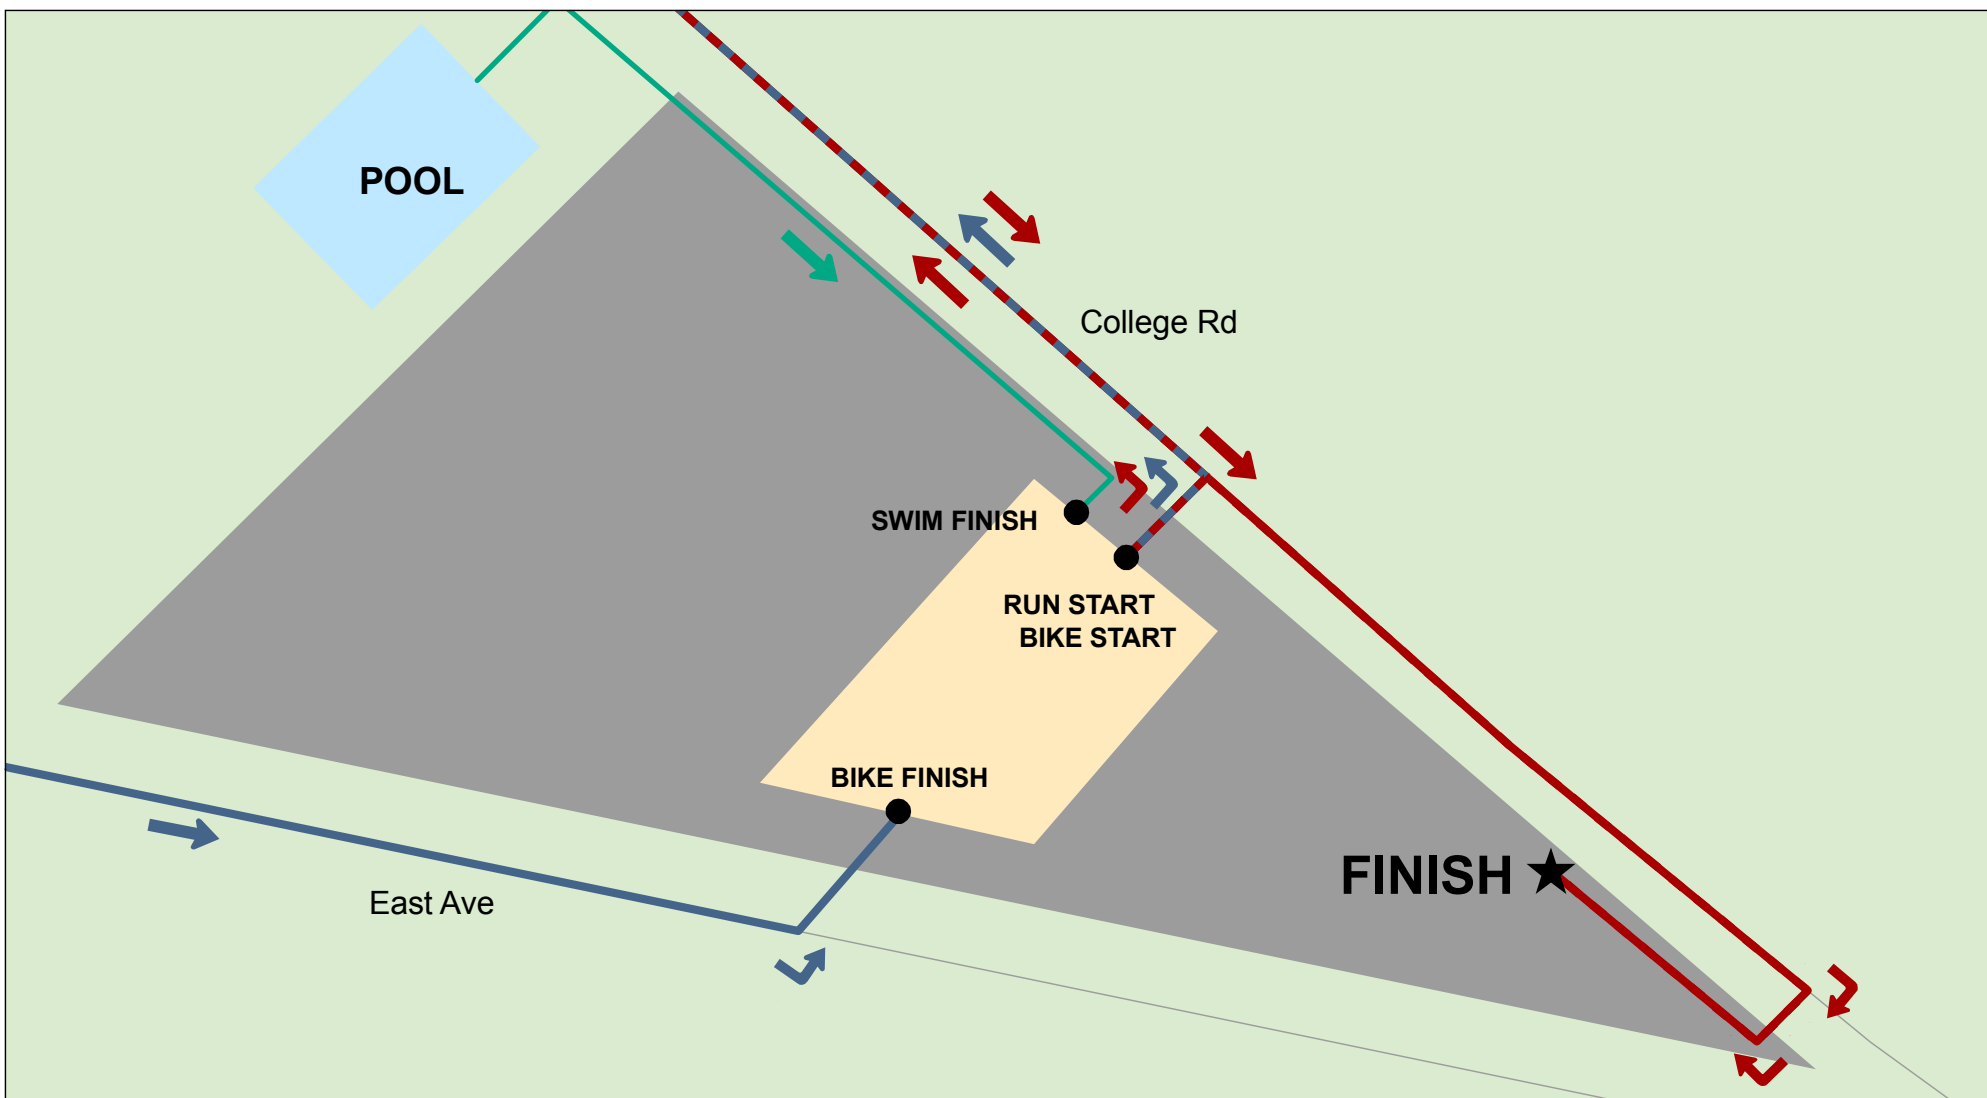 POOL
College Rd
SWIM FINISH
RUN START
BIKE START
BIKE FINISH
FINISH
East Ave